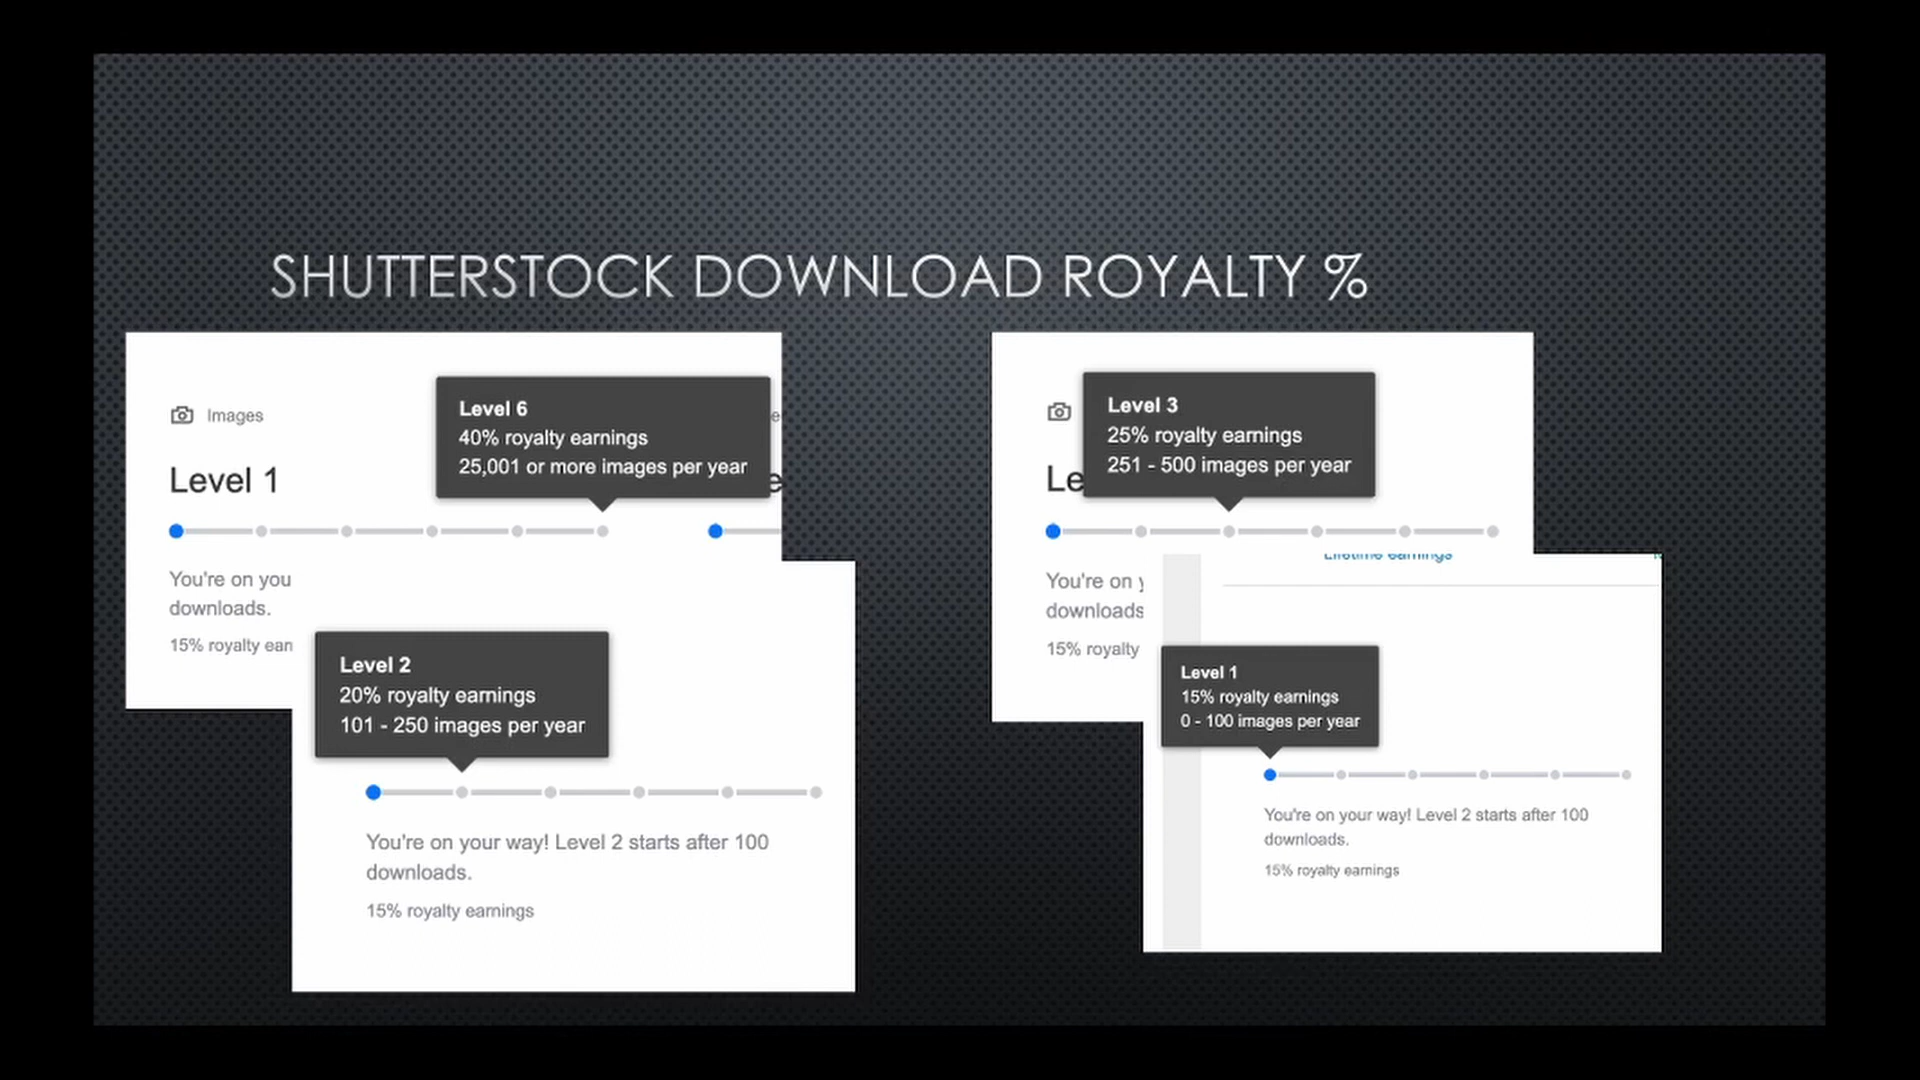 SHUTTERSTOCK DOWNLOAD ROYALTY %
Images
Level 6
40% royalty earnings
25,001 or more images per year
Level 1
You're on you
downloads.
15% royalty ear
Level 2
20% royalty earnings
101 - 250 images per year
You're on your way! Level 2 starts after 100
downloads.
15% royalty earnings
Level 3
25% royalty earnings
251 - 500 images per year
Le
You're on y
downloads
15% royalty
Lifetime earnings
Level 1
15% royalty earnings
0 - 100 images per year
You're on your way! Level 2 starts after 100
downloads.
15% royalty earnings